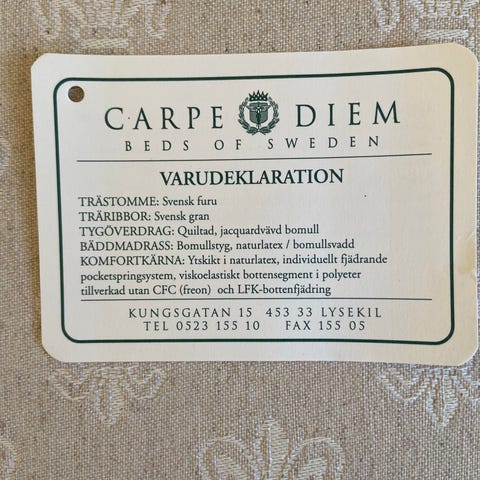 CARPE DIEM
BEDS OF SWEDEN
VARUDEKLARATION
TRÄSTOMME: Svensk furu
TRÄRIBBOR: Svensk gran
TYGÖVERDRAG: Quiltad, jacquardvävd bomull
BÄDDMADRASS: Bomullstyg, naturlatex / bomullsvadd
KOMFORTKÄRNA: Ytskikt i naturlatex, individuellt fjädrande
pocketspringsystem, viskoelastiskt bottensegment i polyeter
tillverkad utan CFC (freon) och LFK-bottenfjädring
KUNGSGATAN 15 453 33 LYSEKIL
TEL 0523 155 10 FAX 155 05